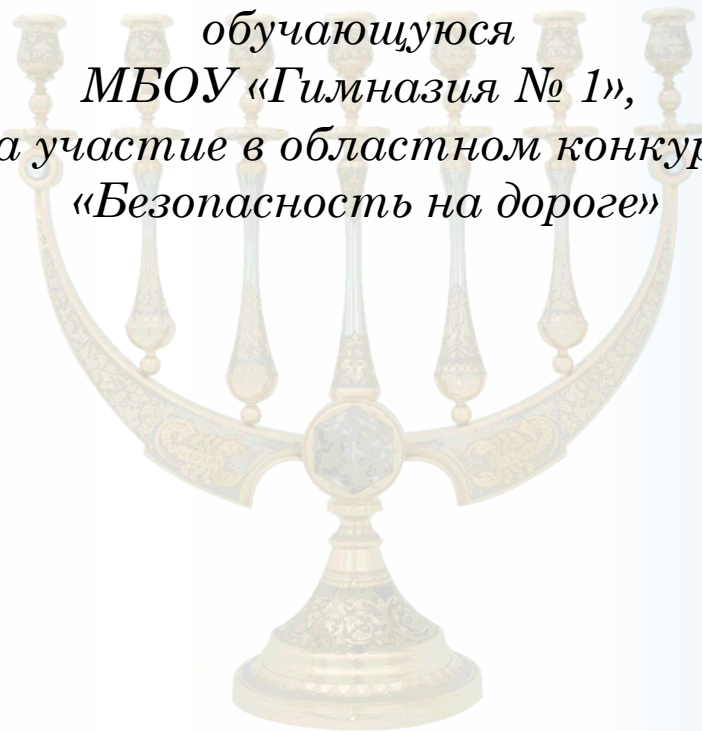 обучающуюся
МБОУ «Гимназия № 1»,
участие в областном
«Безопасность на дороге»